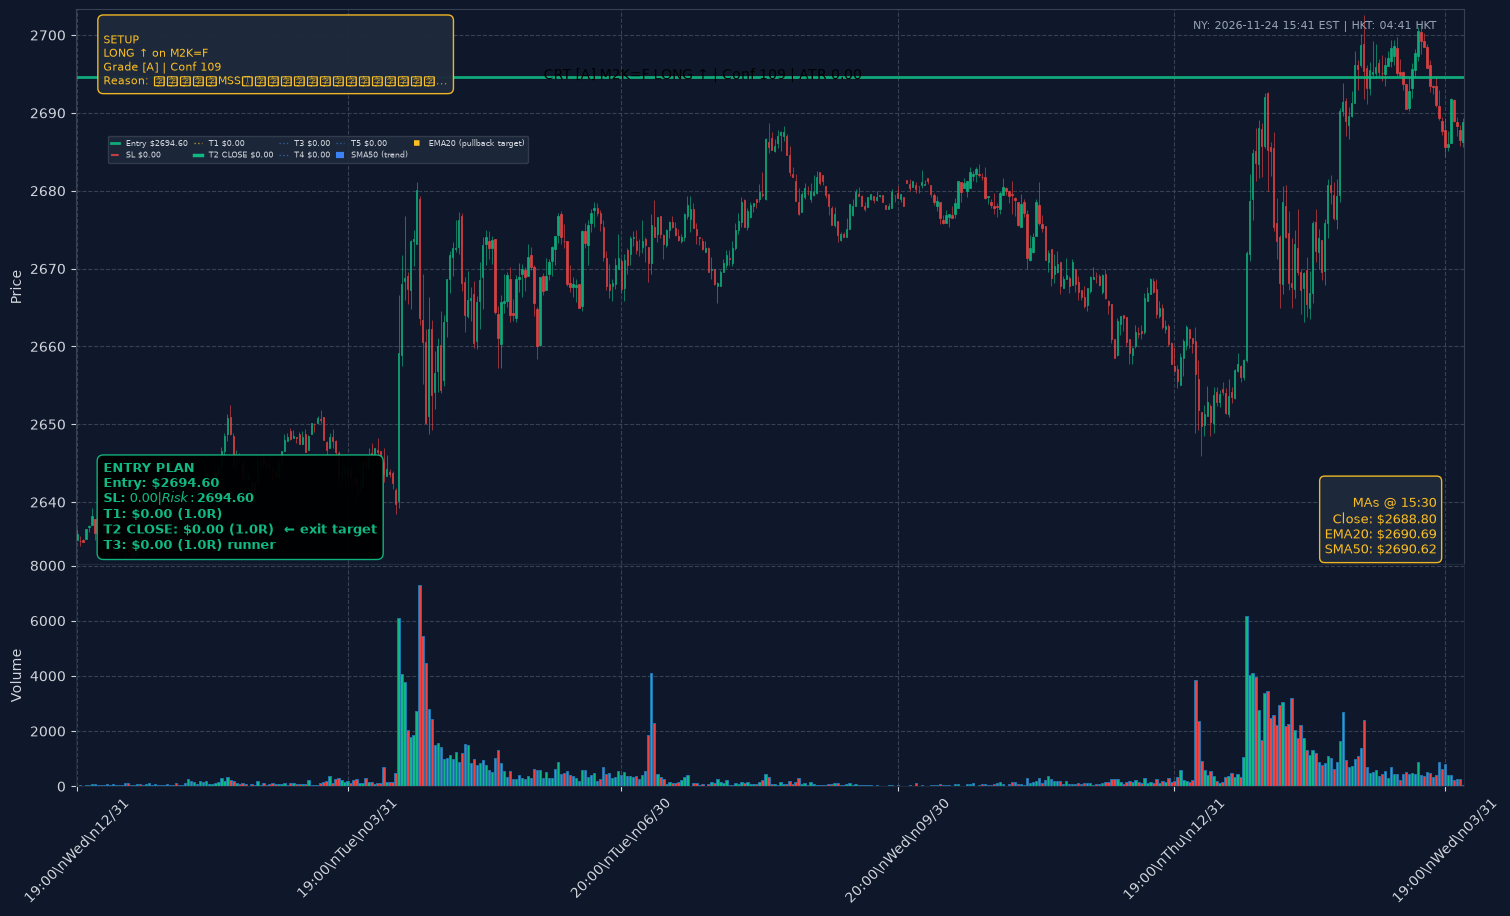 NY: 2026-11-24 15:41 EST | HKT: 04:41 HKT
SETUP
LONG ↑ on M2K=F
Grade [A] | Conf 109
Reason: MSS ...
CRT [A] M2K=F LONG ↑ | Conf 109 | ATR 0.00
Entry $2694.60
SL $0.00
T1 $0.00
T2 CLOSE $0.00
T3 $0.00
T4 $0.00
T5 $0.00
SMA50 (trend)
EMA20 (pullback target)
Price
2700
2690
2680
2670
2660
2650
2640
ENTRY PLAN
Entry: $2694.60
SL: 0.00|Risk:2694.60
T1: $0.00 (1.0R)
T2 CLOSE: $0.00 (1.0R) ← exit target
T3: $0.00 (1.0R) runner
MAs @ 15:30
Close: $2688.80
EMA20: $2690.69
SMA50: $2690.62
Volume
8000
6000
4000
2000
0
19:00\nWed\n12/31
19:00\nTue\n03/31
20:00\nTue\n06/30
20:00\nWed\n09/30
19:00\nThu\n12/31
19:00\nWed\n03/31